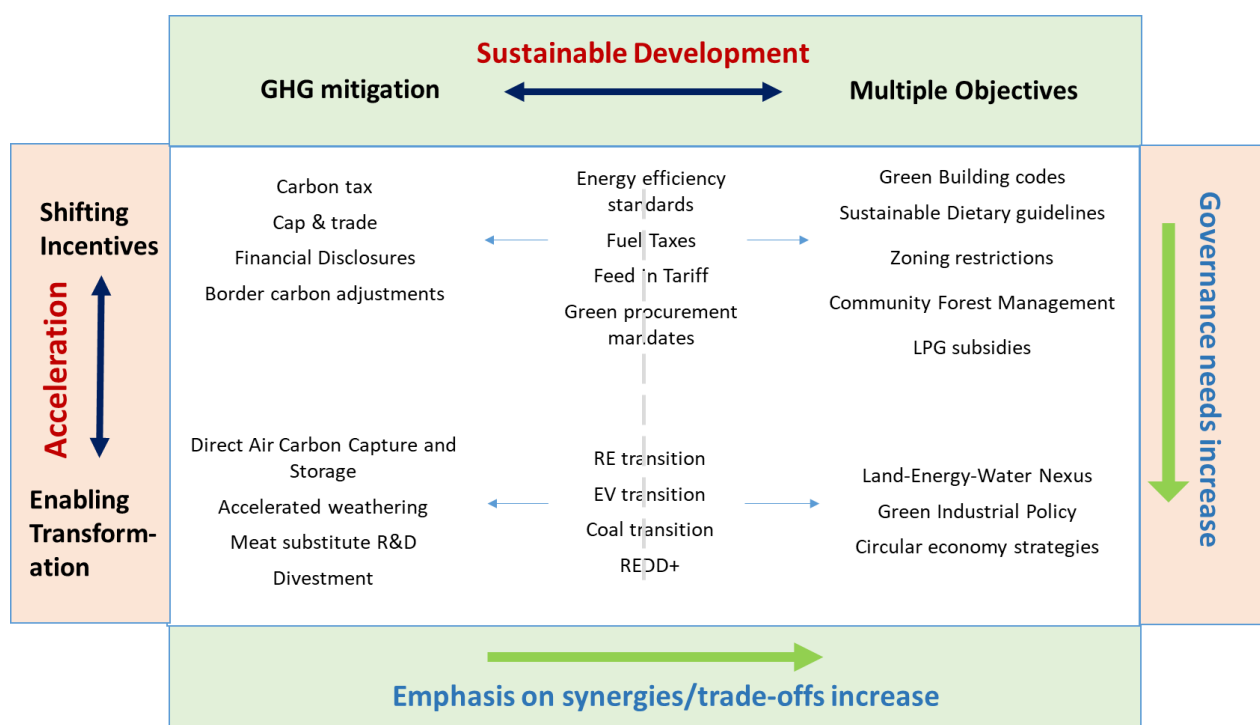 Sustainable Development
GHG mitigation
Multiple Objectives
Shifting
Incentives
Acceleration
Enabling
Transform-
ation
Carbon tax
Cap & trade
Financial Disclosures
Border carbon adjustments
Energy efficiency
standards
Fuel Taxes
Feed in Tariff
Green procurement
mandates
Green Building codes
Sustainable Dietary guidelines
Zoning restrictions
Community Forest Management
LPG subsidies
Direct Air Carbon Capture and
Storage
Accelerated weathering
Meat substitute R&D
Divestment
RE transition
EV transition
Coal transition
REDD+
Land-Energy-Water Nexus
Green Industrial Policy
Circular economy strategies
Governance needs increase
Emphasis on synergies/trade-offs increase